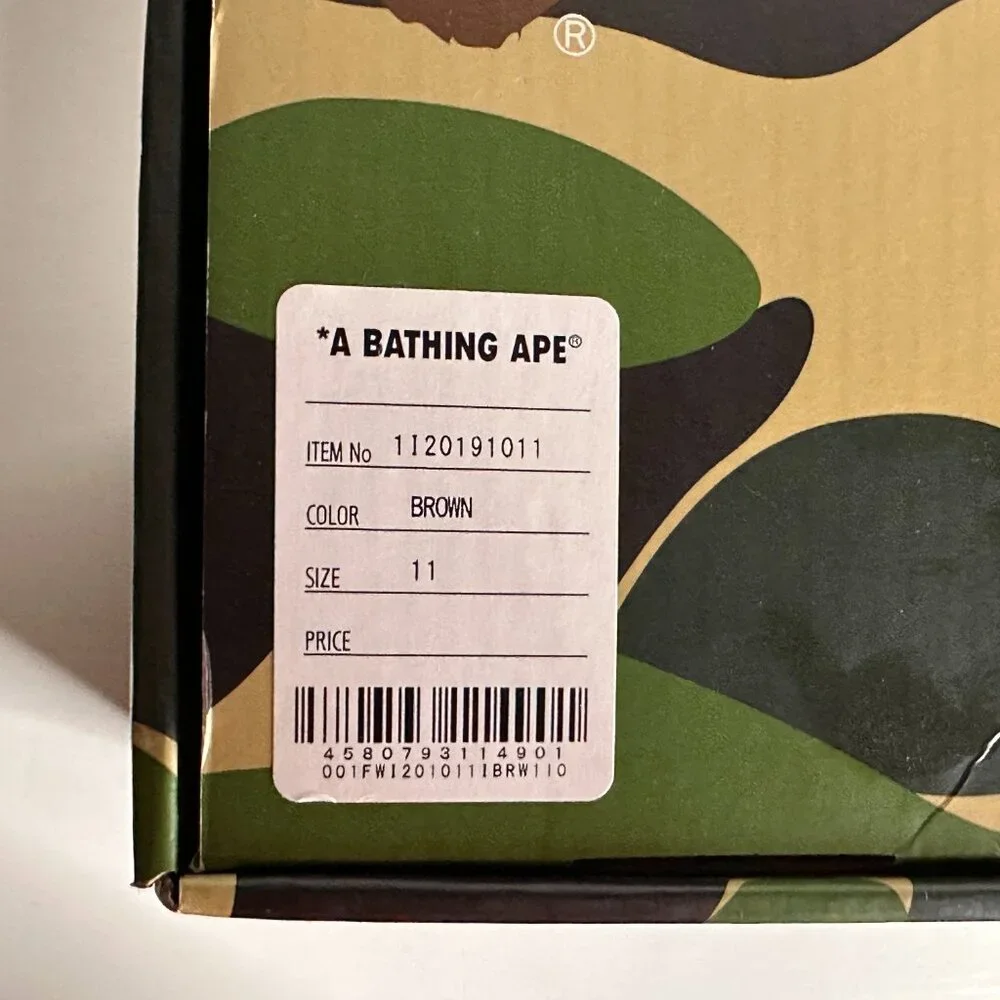 ®
*A BATHING APE®
ITEM No 1I20191011
COLOR BROWN
SIZE 11
PRICE
4580793114901
001FWI201011IBRW110